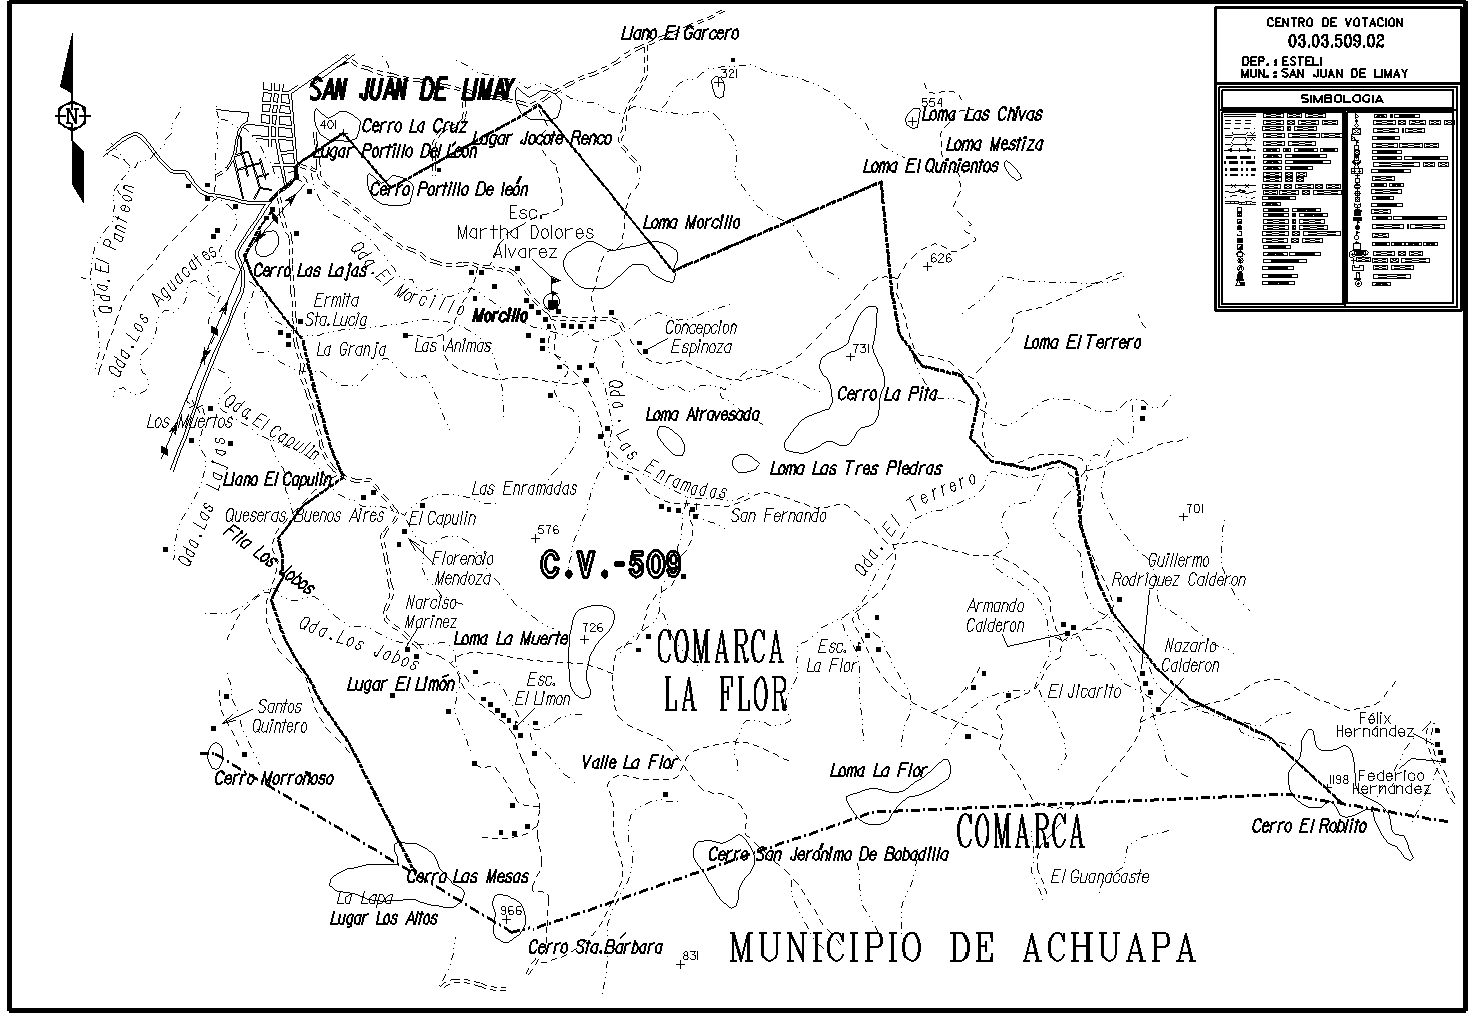 CENTRO DE VOTACION
03.03.509.02
DEP.: ESTELI
MUN.: SAN JUAN DE LIMAY
SIMBOLOGIA
N
Llano El Garcero
321
SAN JUAN DE LIMAY
554
Loma Las Chivas
401
Cerro La Cruz
Lugar Jocote Renco
Loma Mestiza
Lugar Portillo Del León
Loma El Quinientos
Cerro Portillo De león
Qda. El Panteón
Esc.
Martha Dolores
Alvarez
Loma Morcillo
Qda. Los Aguacates
Qda. El Morcillo
626
Cerro Las Lajas
Ermita
Sta. Lucia
Morcillo
Concepcion
Espinoza
La Granja
Las Animas
731
Loma El Terrero
Cerro La Pita
Qda. Las Enramadas
Los Muertos
Qda. El Capulin
Loma Atravesada
Loma Las Tres Piedras
Qda. Las Lajas
Llano El Capulin
Las Enramadas
Qda. El Terrero
Queseras Buenos Aires
El Capulin
San Fernando
701
576
Fila Los Jobos
Florencio
Mendoza
C.V.-509.
Guillermo
Rodriguez Calderon
Narciso
Marinez
Armando
Calderon
Qda. Los Jobos
726
Loma La Muerte
COMARCA
LA FLOR
Esc.
La Flor
Nazario
Calderon
Lugar El Limón
Esc.
El Limon
El Jicarito
Santos
Quintero
Félix
Hernández
Valle La Flor
Loma La Flor
Cerro Morroñoso
1198
Federico
Hernández
COMARCA
Cerro El Roblito
Cerro San Jerónimo De Bobadilla
Cerro Las Mesas
El Guanacaste
La Lapa
Lugar Los Altos
966
Cerro Sta. Bárbara
831
MUNICIPIO DE ACHUAPA